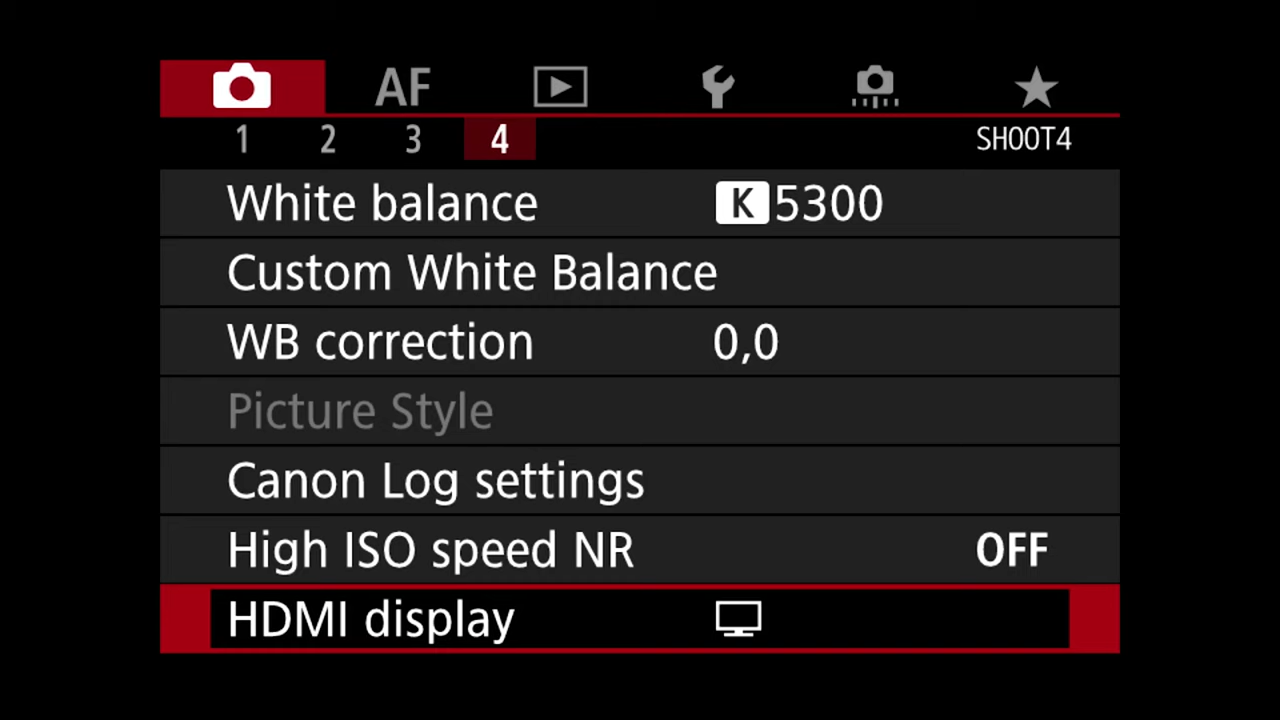 AF
1 2 3 4 SHOOT4
White balance K 5300
Custom White Balance
WB correction 0,0
Picture Style
Canon Log settings
High ISO speed NR OFF
HDMI display